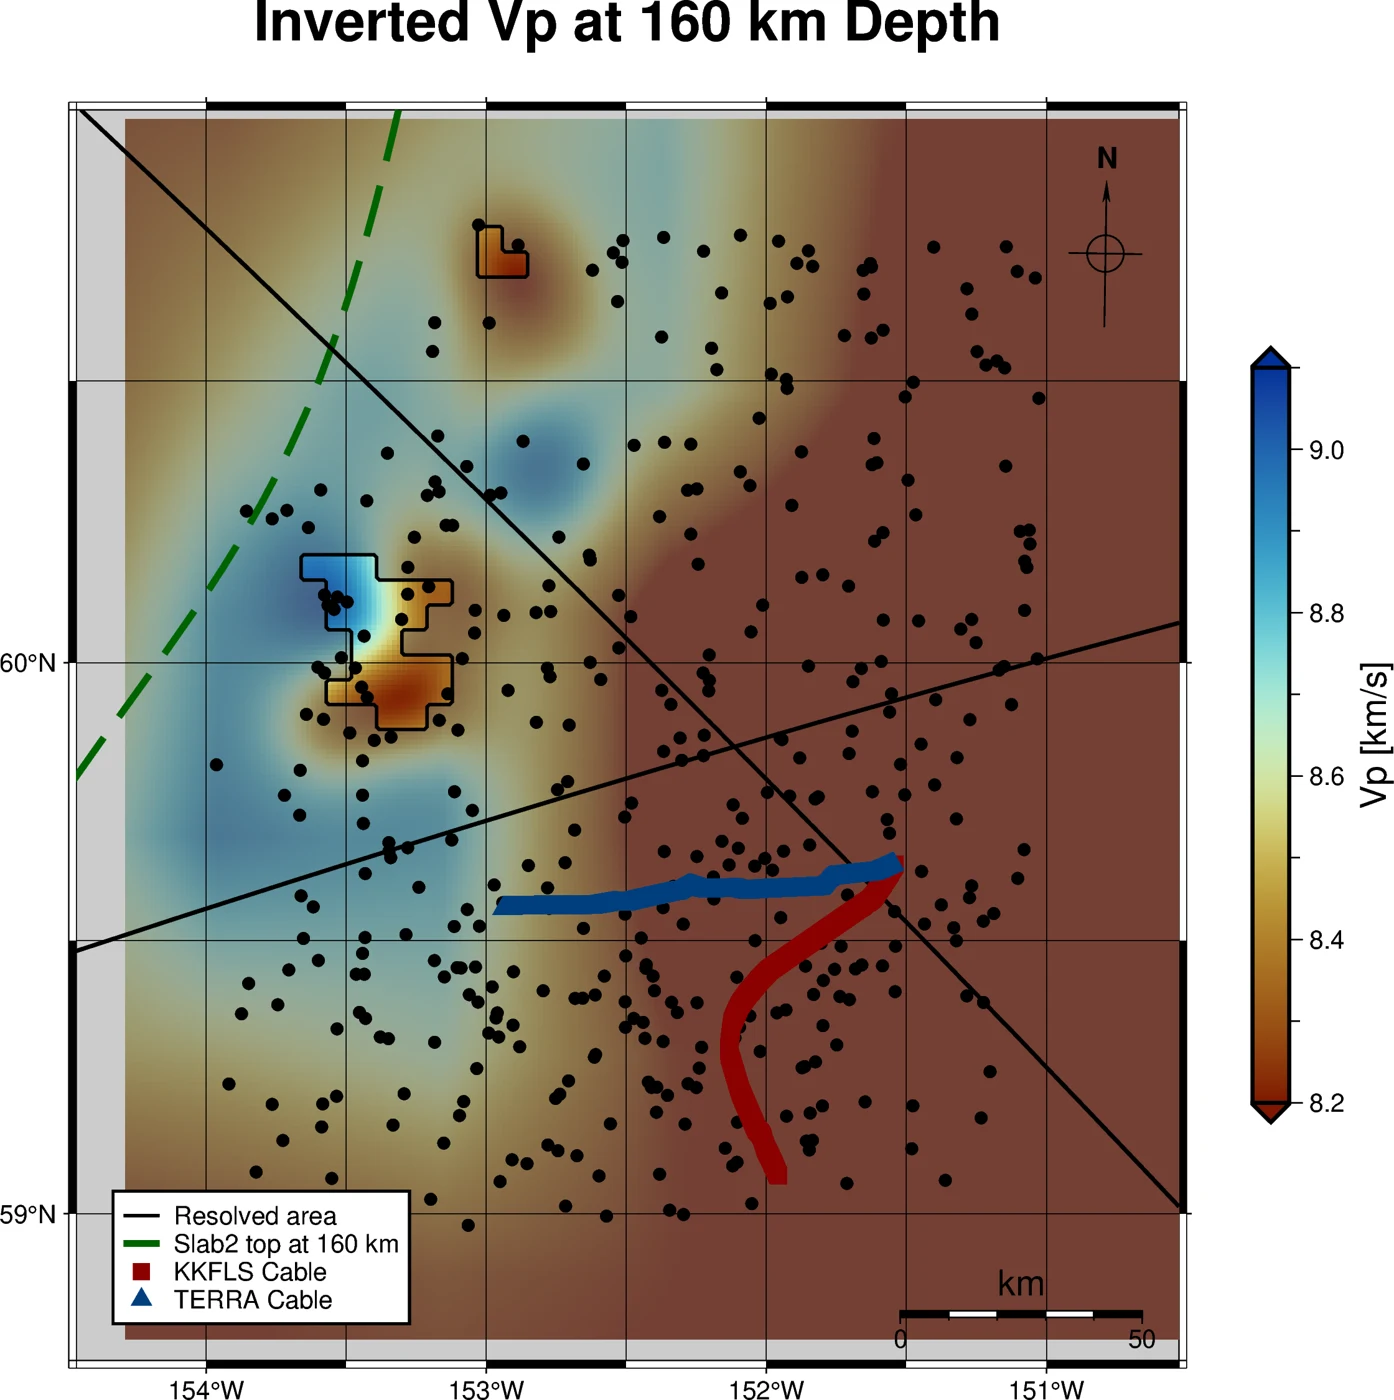 Inverted Vp at 160 km Depth
N
9.0
8.8
8.6
8.4
8.2
Vp [km/s]
60°N
59°N
Resolved area
Slab2 top at 160 km
KKFLS Cable
TERRA Cable
km
0 50
154°W 153°W 152°W 151°W